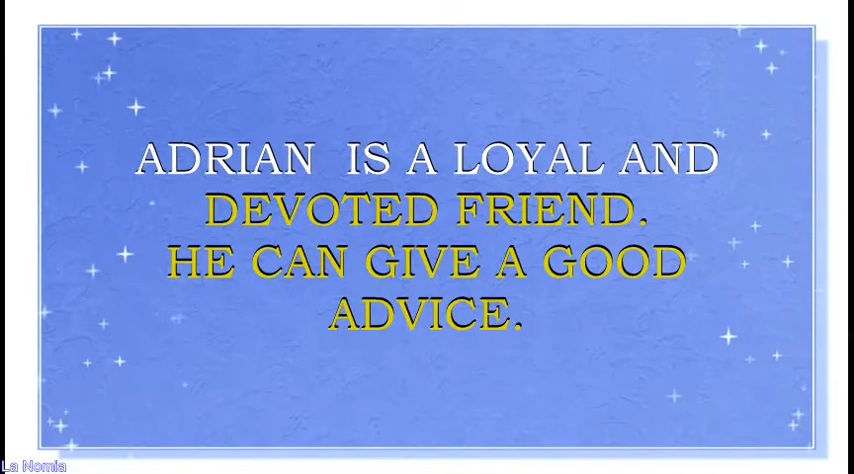 ADRIAN IS A LOYAL AND
DEVOTED FRIEND.
HE CAN GIVE A GOOD
ADVICE.
La Nomia